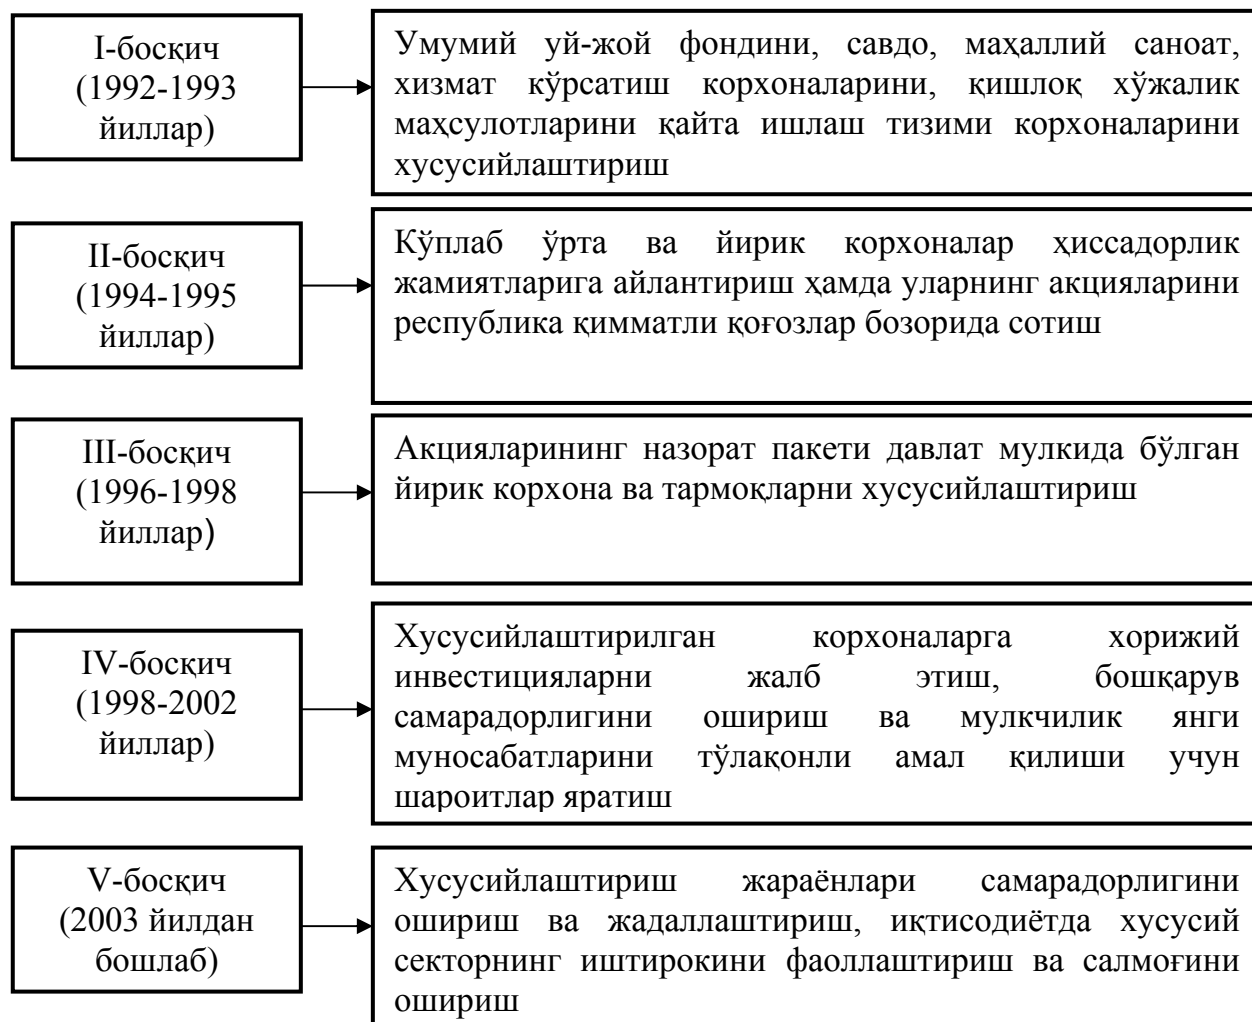 I-босқич
(1992-1993
йиллар)
Умумий уй-жой фондини, савдо, маҳаллий саноат,
хизмат кўрсатиш корхоналарини, қишлоқ хўжалик
маҳсулотларини қайта ишлаш тизими корхоналарини
хусусийлаштириш
II-босқич
(1994-1995
йиллар)
Кўплаб ўрта ва йирик корхоналар ҳиссадорлик
жамиятларига айлантириш ҳамда уларнинг акцияларини
республика қимматли қоғозлар бозорида сотиш
III-босқич
(1996-1998
йиллар)
Акцияларининг назорат пакети давлат мулкида бўлган
йирик корхона ва тармоқларни хусусийлаштириш
IV-босқич
(1998-2002
йиллар)
Хусусийлаштирилган корхоналарга хорижий
инвестицияларни жалб этиш, бошқарув
самарадорлигини ошириш ва мулкчилик янги
муносабатларини тўлақонли амал қилиши учун
шароитлар яратиш
V-босқич
(2003 йилдан
бошлаб)
Хусусийлаштириш жараёнлари самарадорлигини
ошириш ва жадаллаштириш, иқтисодиётда хусусий
секторнинг иштирокини фаоллаштириш ва салмоғини
ошириш